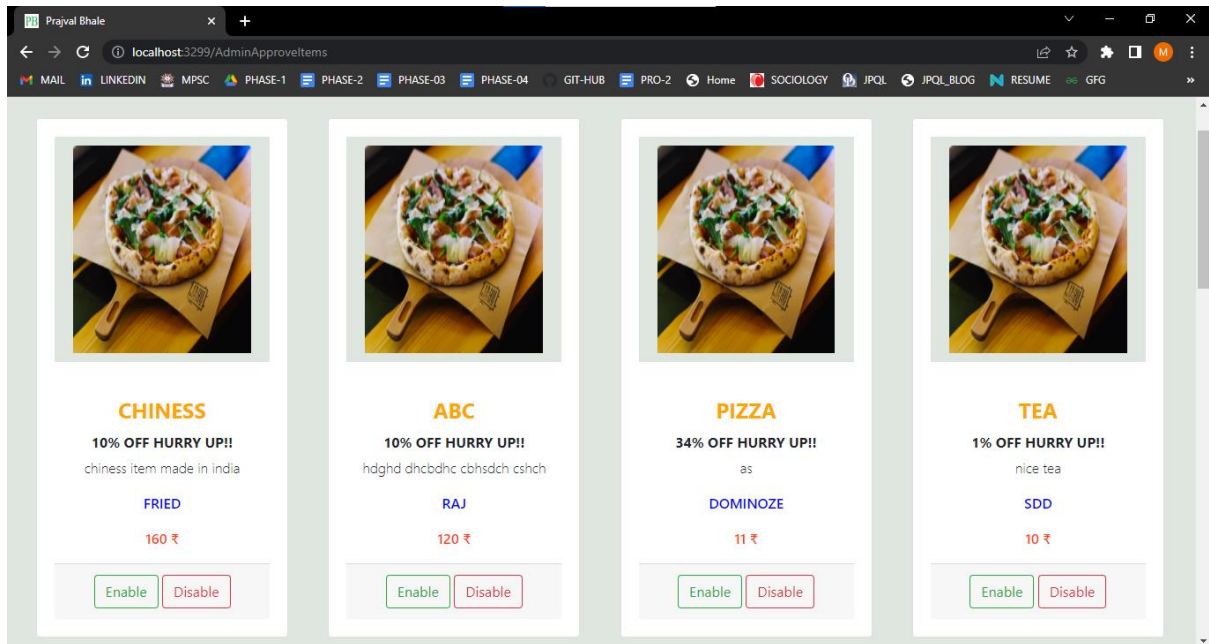 PB Prajval Bhale
localhost:3299/AdminApproveItems
M
MAIL LINKEDIN MPSC PHASE-1 PHASE-2 PHASE-03 PHASE-04 GIT-HUB PRO-2 Home SOCIOLOGY JPQL JPQL_BLOG RESUME GFG »
CHINESS ABC PIZZA TEA
10% OFF HURRY UP!! 10% OFF HURRY UP!! 34% OFF HURRY UP!! 1% OFF HURRY UP!!
chiness item made in india hdghd dhcbdhc cbhsdch cshch as nice tea
FRIED RAJ DOMINOZE SDD
160 ₹ 120 ₹ 11 ₹ 10 ₹
Enable Disable Enable Disable Enable Disable Enable Disable